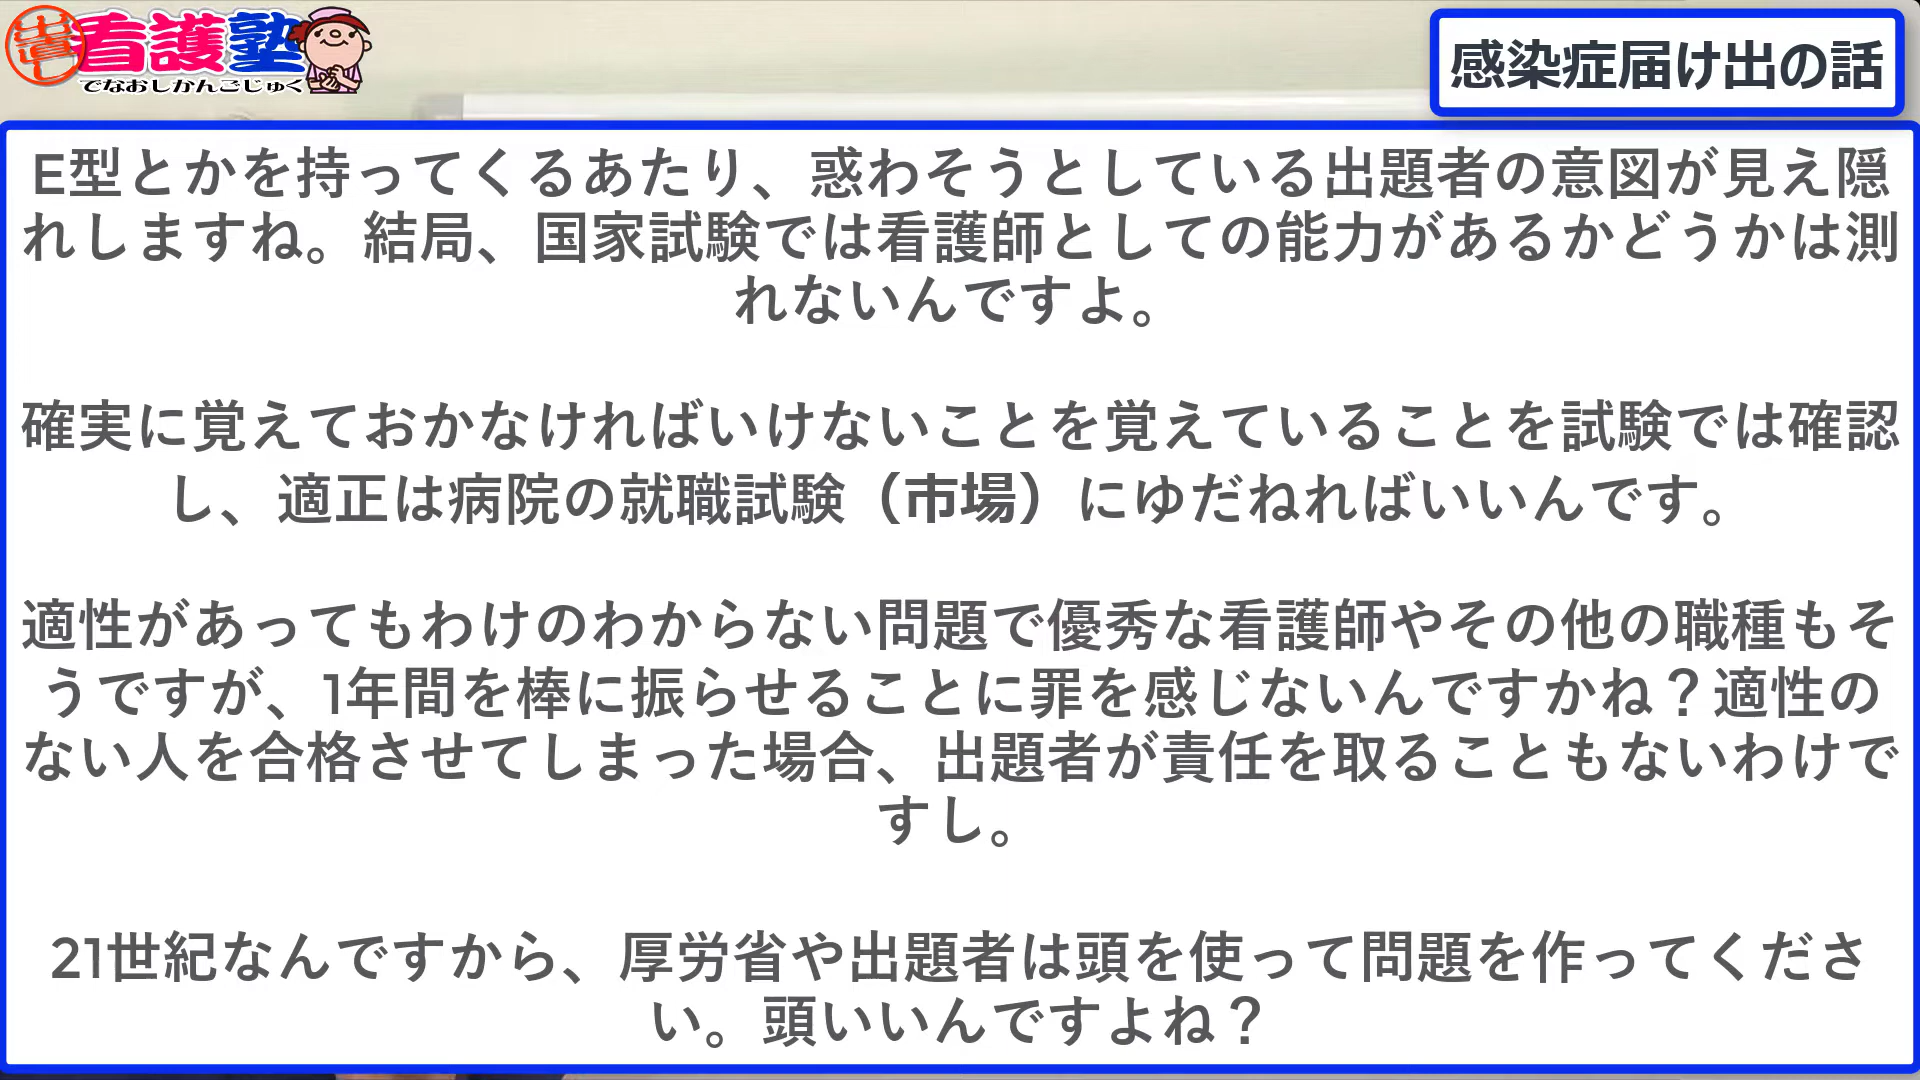 出直し看護塾
でなおしかんごじゅく
感染症届け出の話
E型とかを持ってくるあたり、惑わそうとしている出題者の意図が見え隠
れしますね。結局、国家試験では看護師としての能力があるかどうかは測
れないんですよ。
確実に覚えておかなければいけないことを覚えていることを試験では確認
し、適正は病院の就職試験（市場）にゆだねればいいんです。
適性があってもわけのわからない問題で優秀な看護師やその他の職種もそ
うですが、1年間を棒に振らせることに罪を感じないんですかね？適性の
ない人を合格させてしまった場合、出題者が責任を取ることもないわけで
すし。
21世紀なんですから、厚労省や出題者は頭を使って問題を作ってくださ
い。頭いいんですよね？